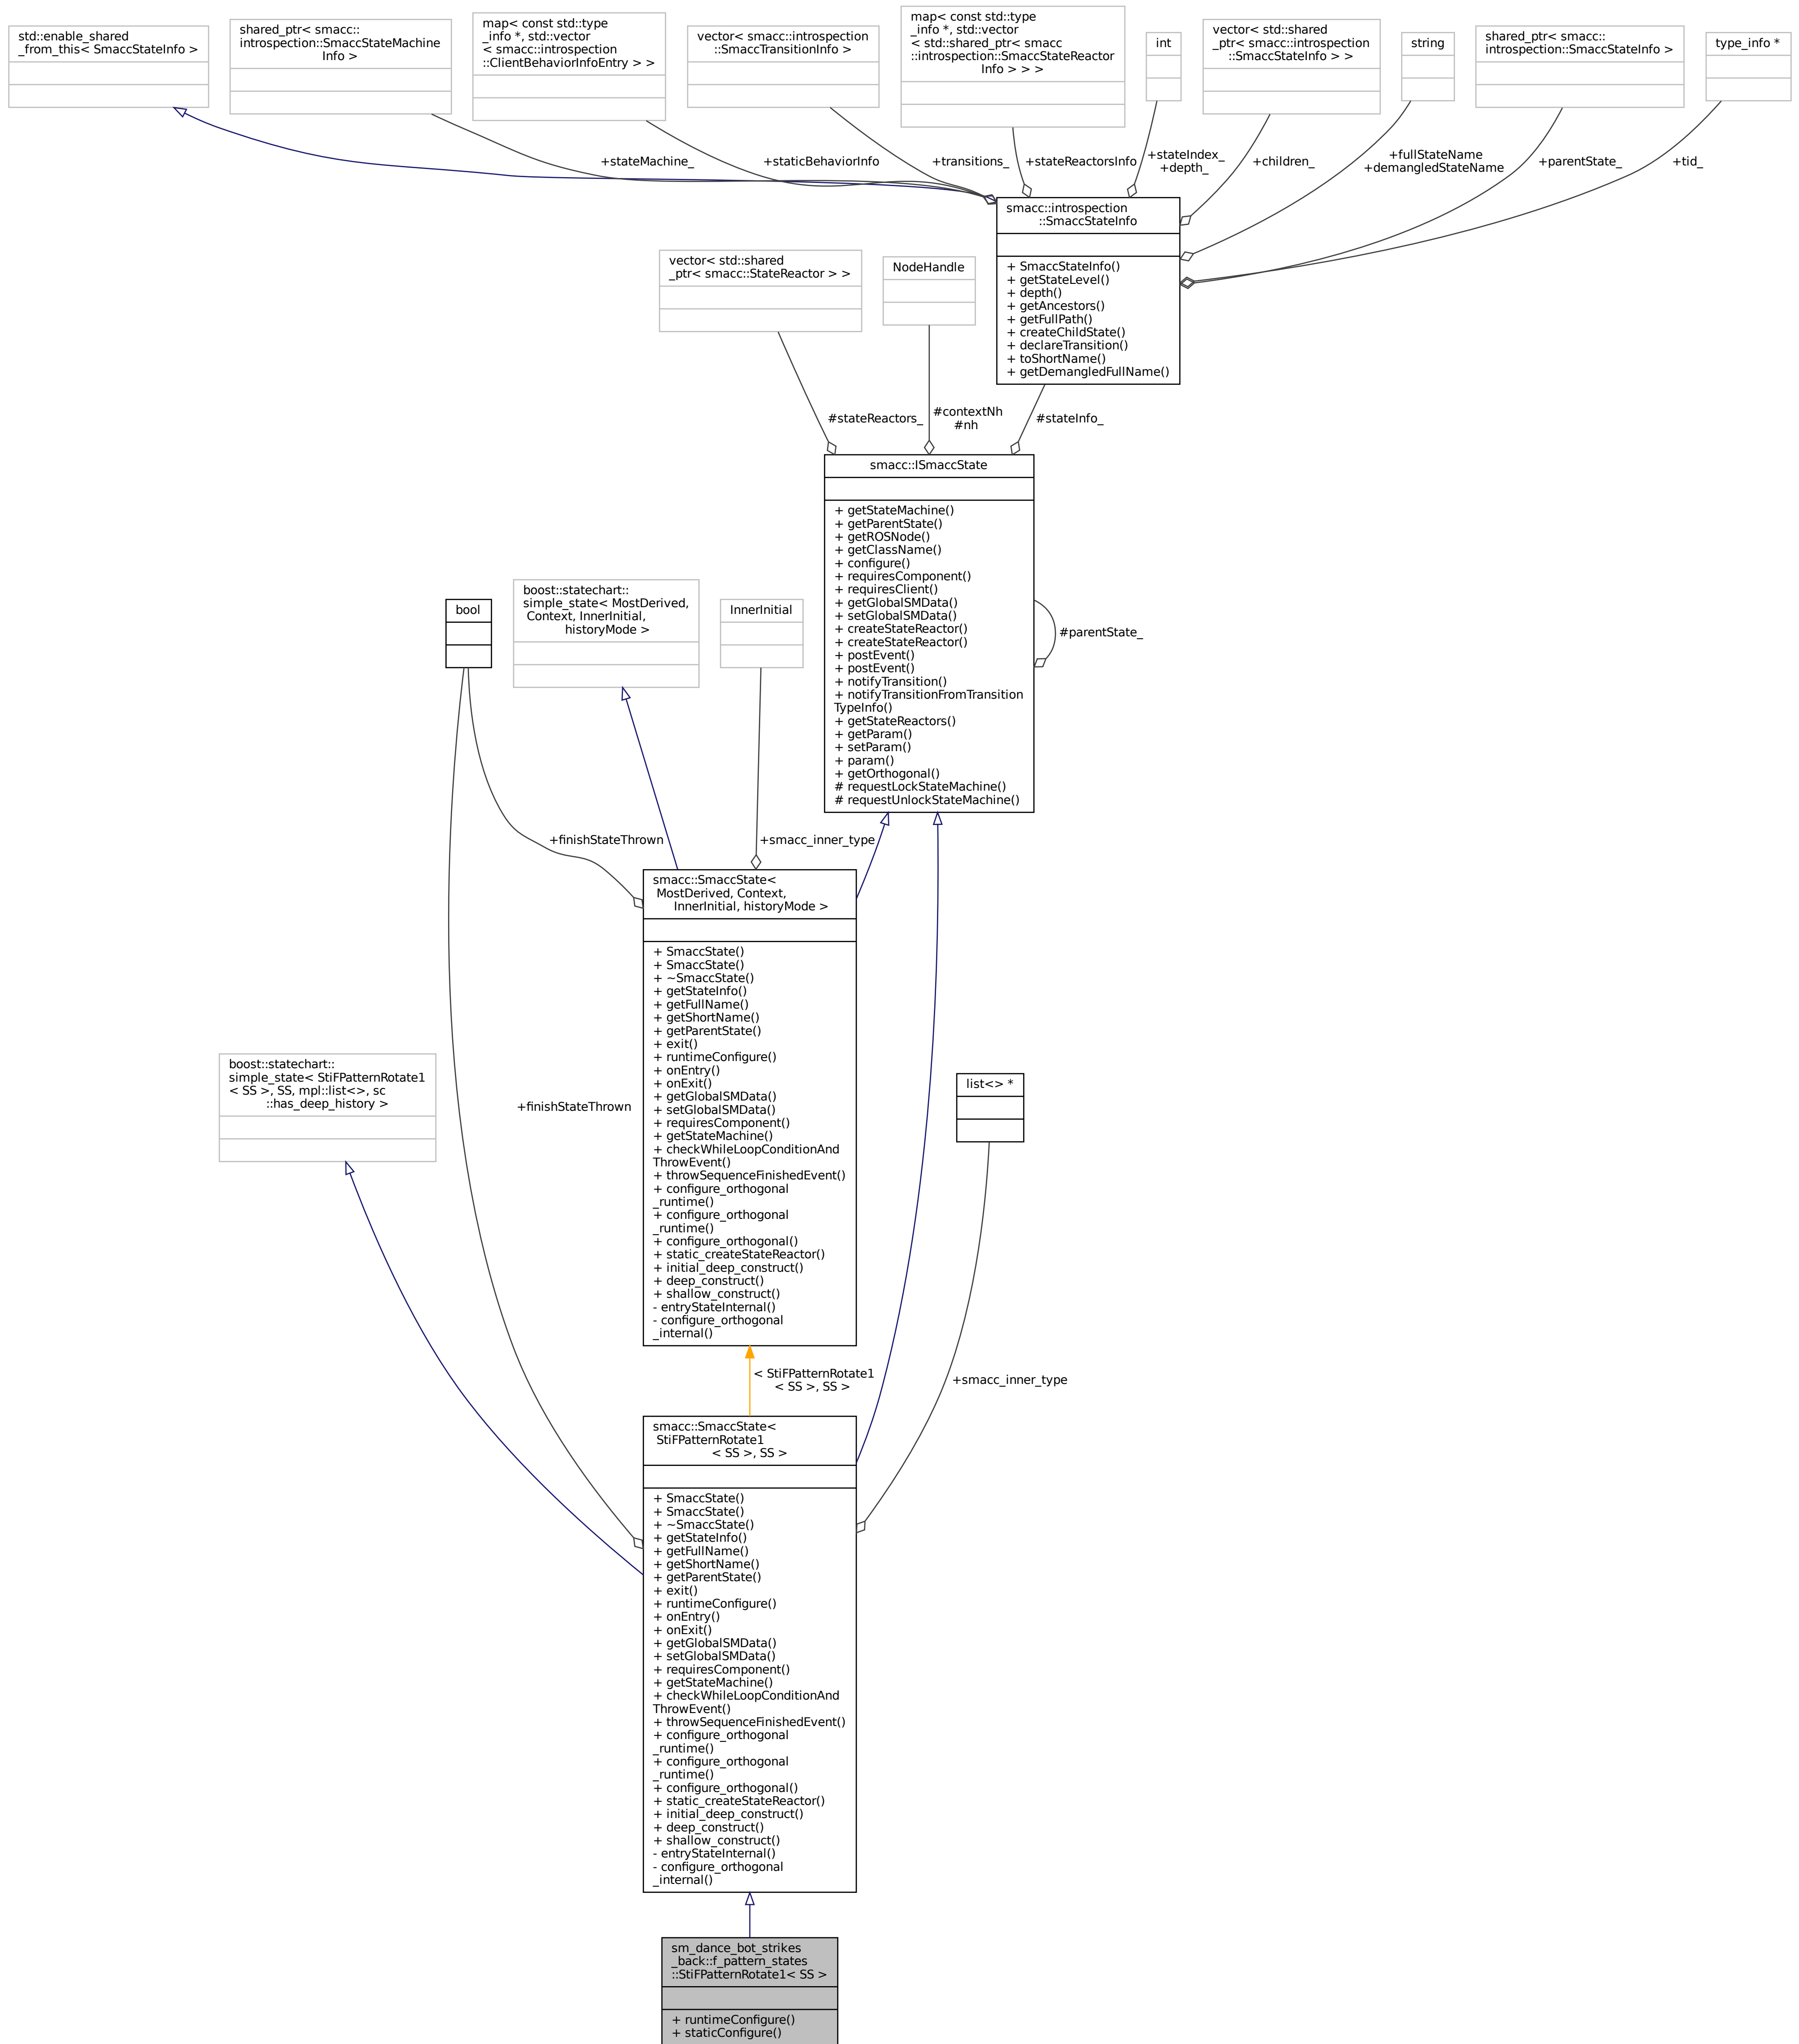 std::enable_shared
_from_this< SmaccStateInfo >
shared_ptr< smacc::
introspection::SmaccStateMachine
Info >
map< const std::type
_info *, std::vector
< smacc::introspection
::ClientBehaviorInfoEntry > >
vector< smacc::introspection
::SmaccTransitionInfo >
map< const std::type
_info *, std::vector
< std::shared_ptr< smacc
::introspection::SmaccStateReactor
Info > > >
int
vector< std::shared
_ptr< smacc::introspection
::SmaccStateInfo > >
string
shared_ptr< smacc::
introspection::SmaccStateInfo >
type_info *
+stateMachine_
+staticBehaviorInfo
+transitions_
+stateReactorsInfo
+stateIndex_
+depth_
+children_
+fullStateName
+demangledStateName
+parentState_
+tid_
smacc::introspection
::SmaccStateInfo
+ SmaccStateInfo()
+ getStateLevel()
+ depth()
+ getAncestors()
+ getFullPath()
+ createChildState()
+ declareTransition()
+ toShortName()
+ getDemangledFullName()
vector< std::shared
_ptr< smacc::StateReactor > >
NodeHandle
#stateReactors_
#contextNh
#nh
#stateInfo_
smacc::ISmaccState
+ getStateMachine()
+ getParentState()
+ getROSNode()
+ getClassName()
+ configure()
+ requiresComponent()
+ requiresClient()
+ getGlobalSMData()
+ setGlobalSMData()
+ createStateReactor()
+ createStateReactor()
+ postEvent()
+ postEvent()
+ notifyTransition()
+ notifyTransitionFromTransition
TypeInfo()
+ getStateReactors()
+ getParam()
+ setParam()
+ param()
+ getOrthogonal()
# requestLockStateMachine()
# requestUnlockStateMachine()
#parentState_
bool
boost::statechart::
simple_state< MostDerived,
Context, InnerInitial,
historyMode >
InnerInitial
+finishStateThrown
+smacc_inner_type
smacc::SmaccState<
MostDerived, Context,
InnerInitial, historyMode >
+ SmaccState()
+ SmaccState()
+ ~SmaccState()
+ getStateInfo()
+ getFullName()
+ getShortName()
+ getParentState()
+ exit()
+ runtimeConfigure()
+ onEntry()
+ onExit()
+ getGlobalSMData()
+ setGlobalSMData()
+ requiresComponent()
+ getStateMachine()
+ checkWhileLoopConditionAnd
ThrowEvent()
+ throwSequenceFinishedEvent()
+ configure_orthogonal
_runtime()
+ configure_orthogonal
_runtime()
+ configure_orthogonal()
+ static_createStateReactor()
+ initial_deep_construct()
+ deep_construct()
+ shallow_construct()
- entryStateInternal()
- configure_orthogonal
_internal()
boost::statechart::
simple_state< StiFPatternRotate1
< SS >, SS, mpl::list<>, sc
::has_deep_history >
+finishStateThrown
list<> *
< StiFPatternRotate1
< SS >, SS >
+smacc_inner_type
smacc::SmaccState<
StiFPatternRotate1
< SS >, SS >
+ SmaccState()
+ SmaccState()
+ ~SmaccState()
+ getStateInfo()
+ getFullName()
+ getShortName()
+ getParentState()
+ exit()
+ runtimeConfigure()
+ onEntry()
+ onExit()
+ getGlobalSMData()
+ setGlobalSMData()
+ requiresComponent()
+ getStateMachine()
+ checkWhileLoopConditionAnd
ThrowEvent()
+ throwSequenceFinishedEvent()
+ configure_orthogonal
_runtime()
+ configure_orthogonal
_runtime()
+ configure_orthogonal()
+ static_createStateReactor()
+ initial_deep_construct()
+ deep_construct()
+ shallow_construct()
- entryStateInternal()
- configure_orthogonal
_internal()
sm_dance_bot_strikes
_back::f_pattern_states
::StiFPatternRotate1< SS >
+ runtimeConfigure()
+ staticConfigure()